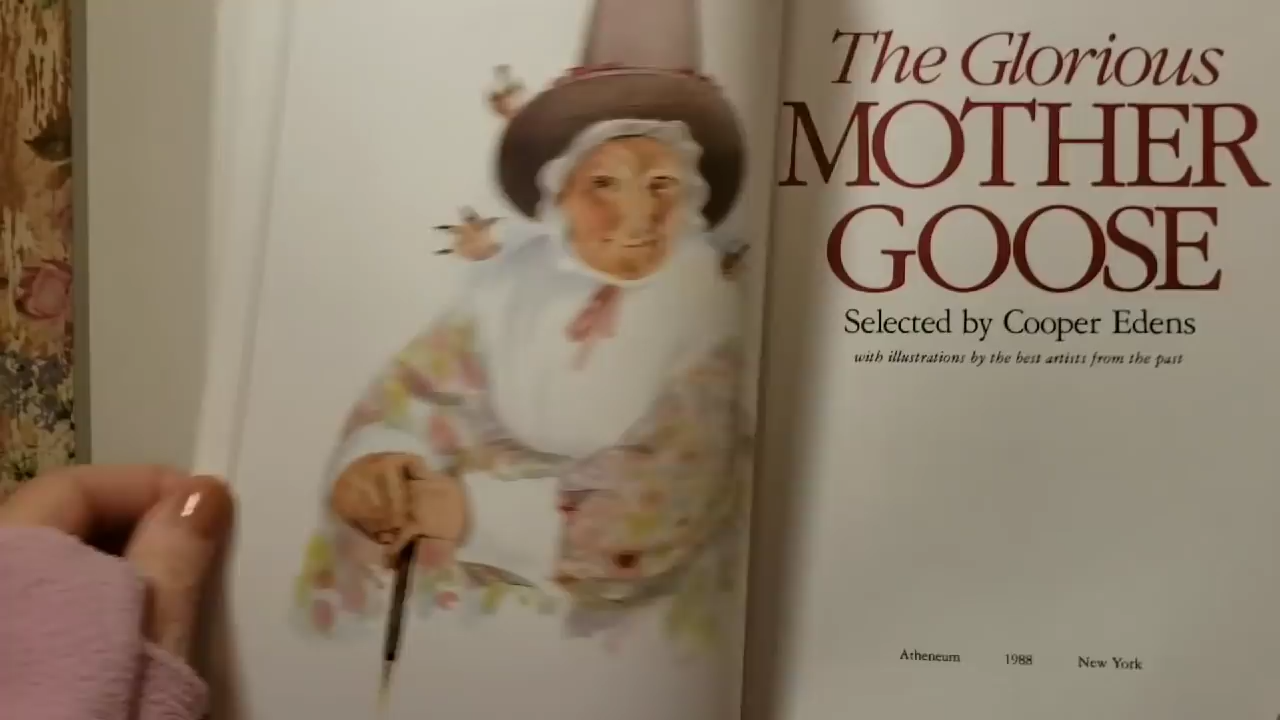 The Glorious
MOTHER
GOOSE
Selected by Cooper Edens
with illustrations by the best artists from the past
Atheneum 1988 New York